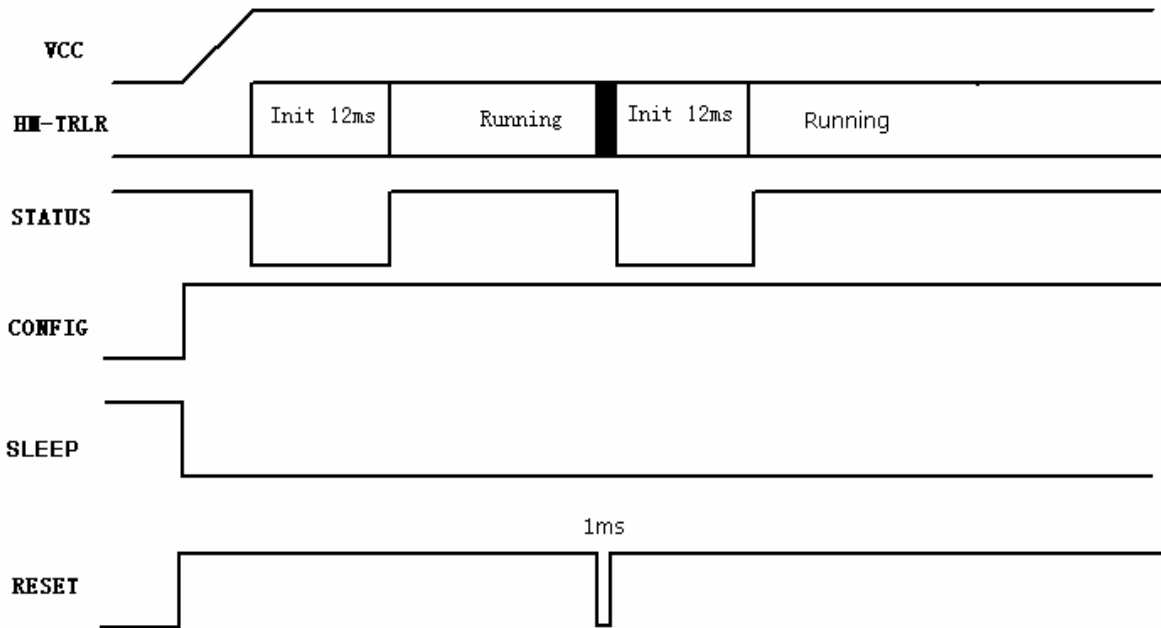 VCC
HM-TRLR
Init 12ms
Running
Init 12ms
Running
STATUS
CONFIG
SLEEP
1ms
RESET